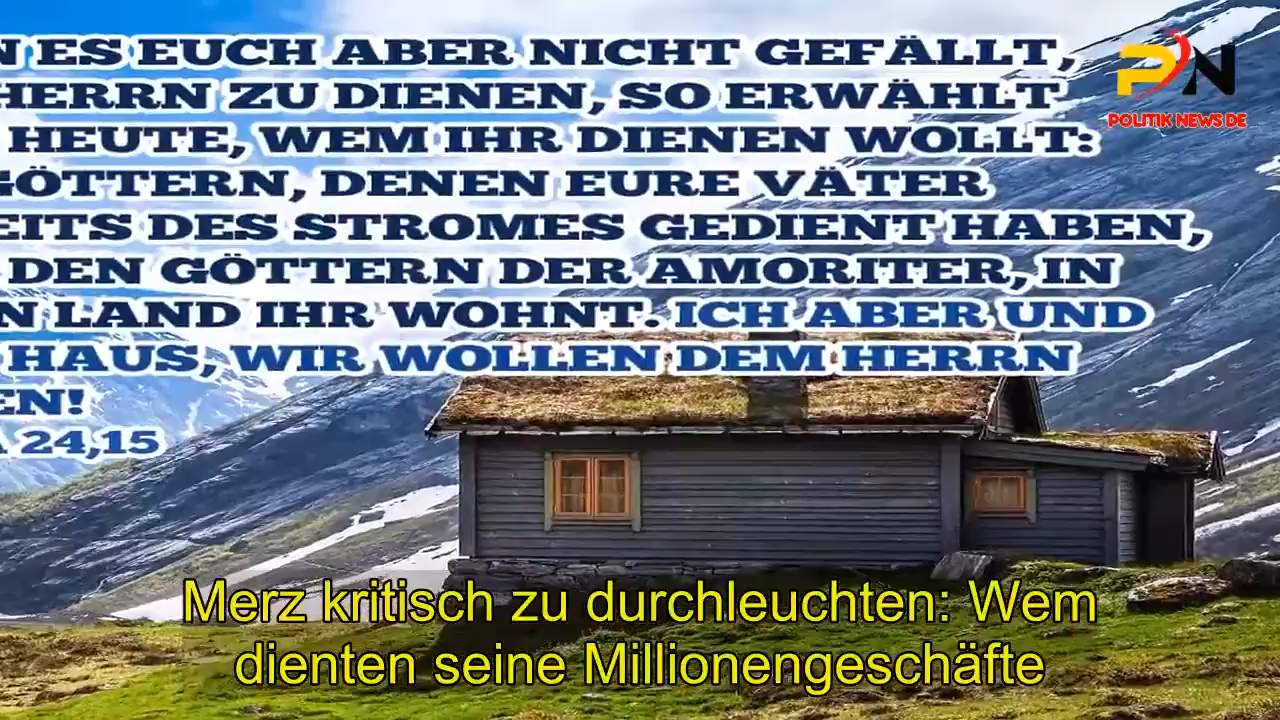 ES EUCH ABER NICHT GEFÄLLT,
HERRN ZU DIENEN, SO ERWÄHLT
HEUTE, WEM IHR DIENEN WOLLT:
GÖTTERN, DENEN EURE VÄTER
EITS DES STROMES GEDIENT HABEN,
DEN GÖTTERN DER AMORITER, IN
N LAND IHR WOHNT. ICH ABER UND
HAUS, WIR WOLLEN DEM HERRN
EN!
24,15
PN
POLITIK NEWS DE
Merz kritisch zu durchleuchten: Wem
dienten seine Millionengeschäfte